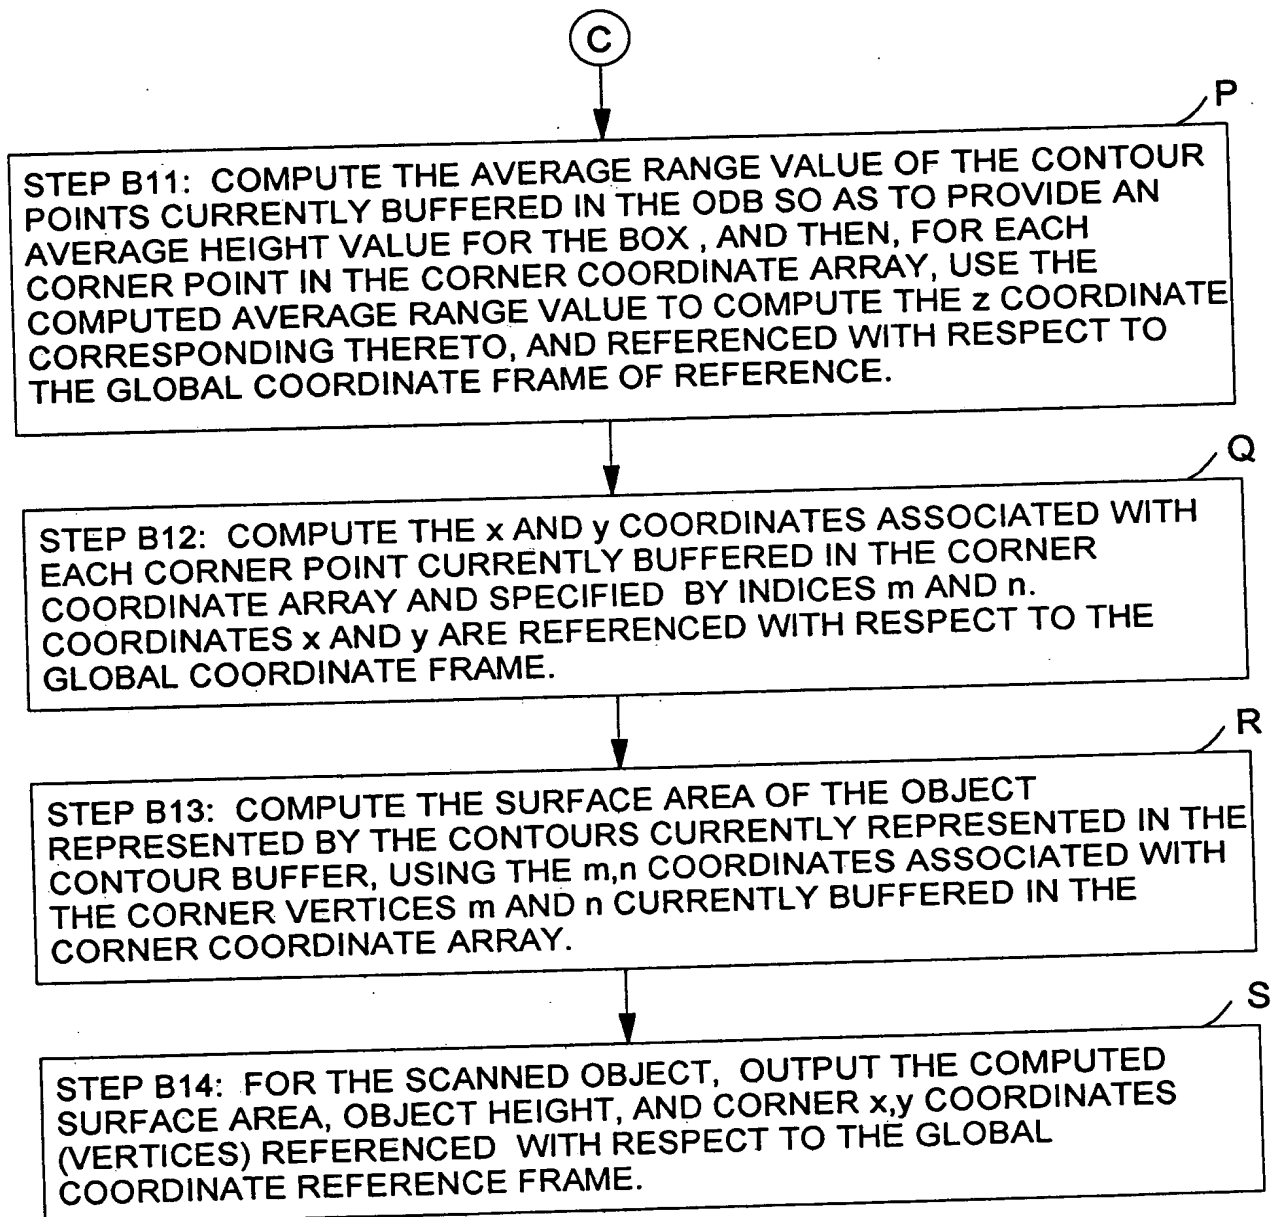 C
P
STEP B11: COMPUTE THE AVERAGE RANGE VALUE OF THE CONTOUR
POINTS CURRENTLY BUFFERED IN THE ODB SO AS TO PROVIDE AN
AVERAGE HEIGHT VALUE FOR THE BOX , AND THEN, FOR EACH
CORNER POINT IN THE CORNER COORDINATE ARRAY, USE THE
COMPUTED AVERAGE RANGE VALUE TO COMPUTE THE z COORDINATE
CORRESPONDING THERETO, AND REFERENCED WITH RESPECT TO
THE GLOBAL COORDINATE FRAME OF REFERENCE.
Q
STEP B12: COMPUTE THE x AND y COORDINATES ASSOCIATED WITH
EACH CORNER POINT CURRENTLY BUFFERED IN THE CORNER
COORDINATE ARRAY AND SPECIFIED BY INDICES m AND n.
COORDINATES x AND y ARE REFERENCED WITH RESPECT TO THE
GLOBAL COORDINATE FRAME.
R
STEP B13: COMPUTE THE SURFACE AREA OF THE OBJECT
REPRESENTED BY THE CONTOURS CURRENTLY REPRESENTED IN THE
CONTOUR BUFFER, USING THE m,n COORDINATES ASSOCIATED WITH
THE CORNER VERTICES m AND n CURRENTLY BUFFERED IN THE
CORNER COORDINATE ARRAY.
S
STEP B14: FOR THE SCANNED OBJECT, OUTPUT THE COMPUTED
SURFACE AREA, OBJECT HEIGHT, AND CORNER x,y COORDINATES
(VERTICES) REFERENCED WITH RESPECT TO THE GLOBAL
COORDINATE REFERENCE FRAME.